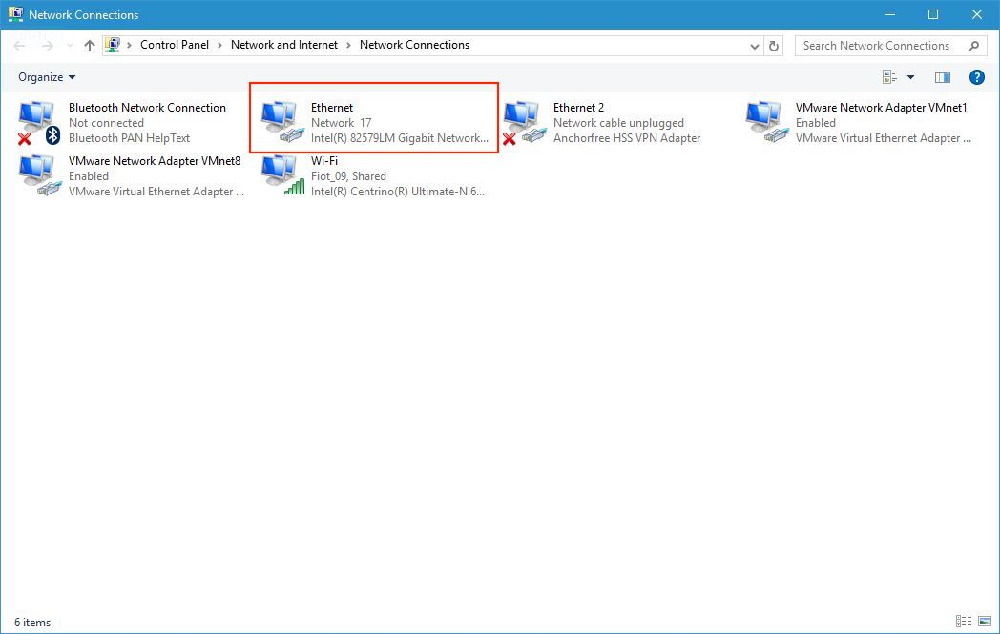 Network Connections
Control Panel > Network and Internet > Network Connections
Search Network Connections
Organize
Bluetooth Network Connection
Not connected
Bluetooth PAN HelpText
Ethernet
Network 17
Intel(R) 82579LM Gigabit Network...
Ethernet 2
Network cable unplugged
Anchorfree HSS VPN Adapter
VMware Network Adapter VMnet1
Enabled
VMware Virtual Ethernet Adapter ...
VMware Network Adapter VMnet8
Enabled
VMware Virtual Ethernet Adapter ...
Wi-Fi
Fiot_09, Shared
Intel(R) Centrino(R) Ultimate-N 6...
6 items